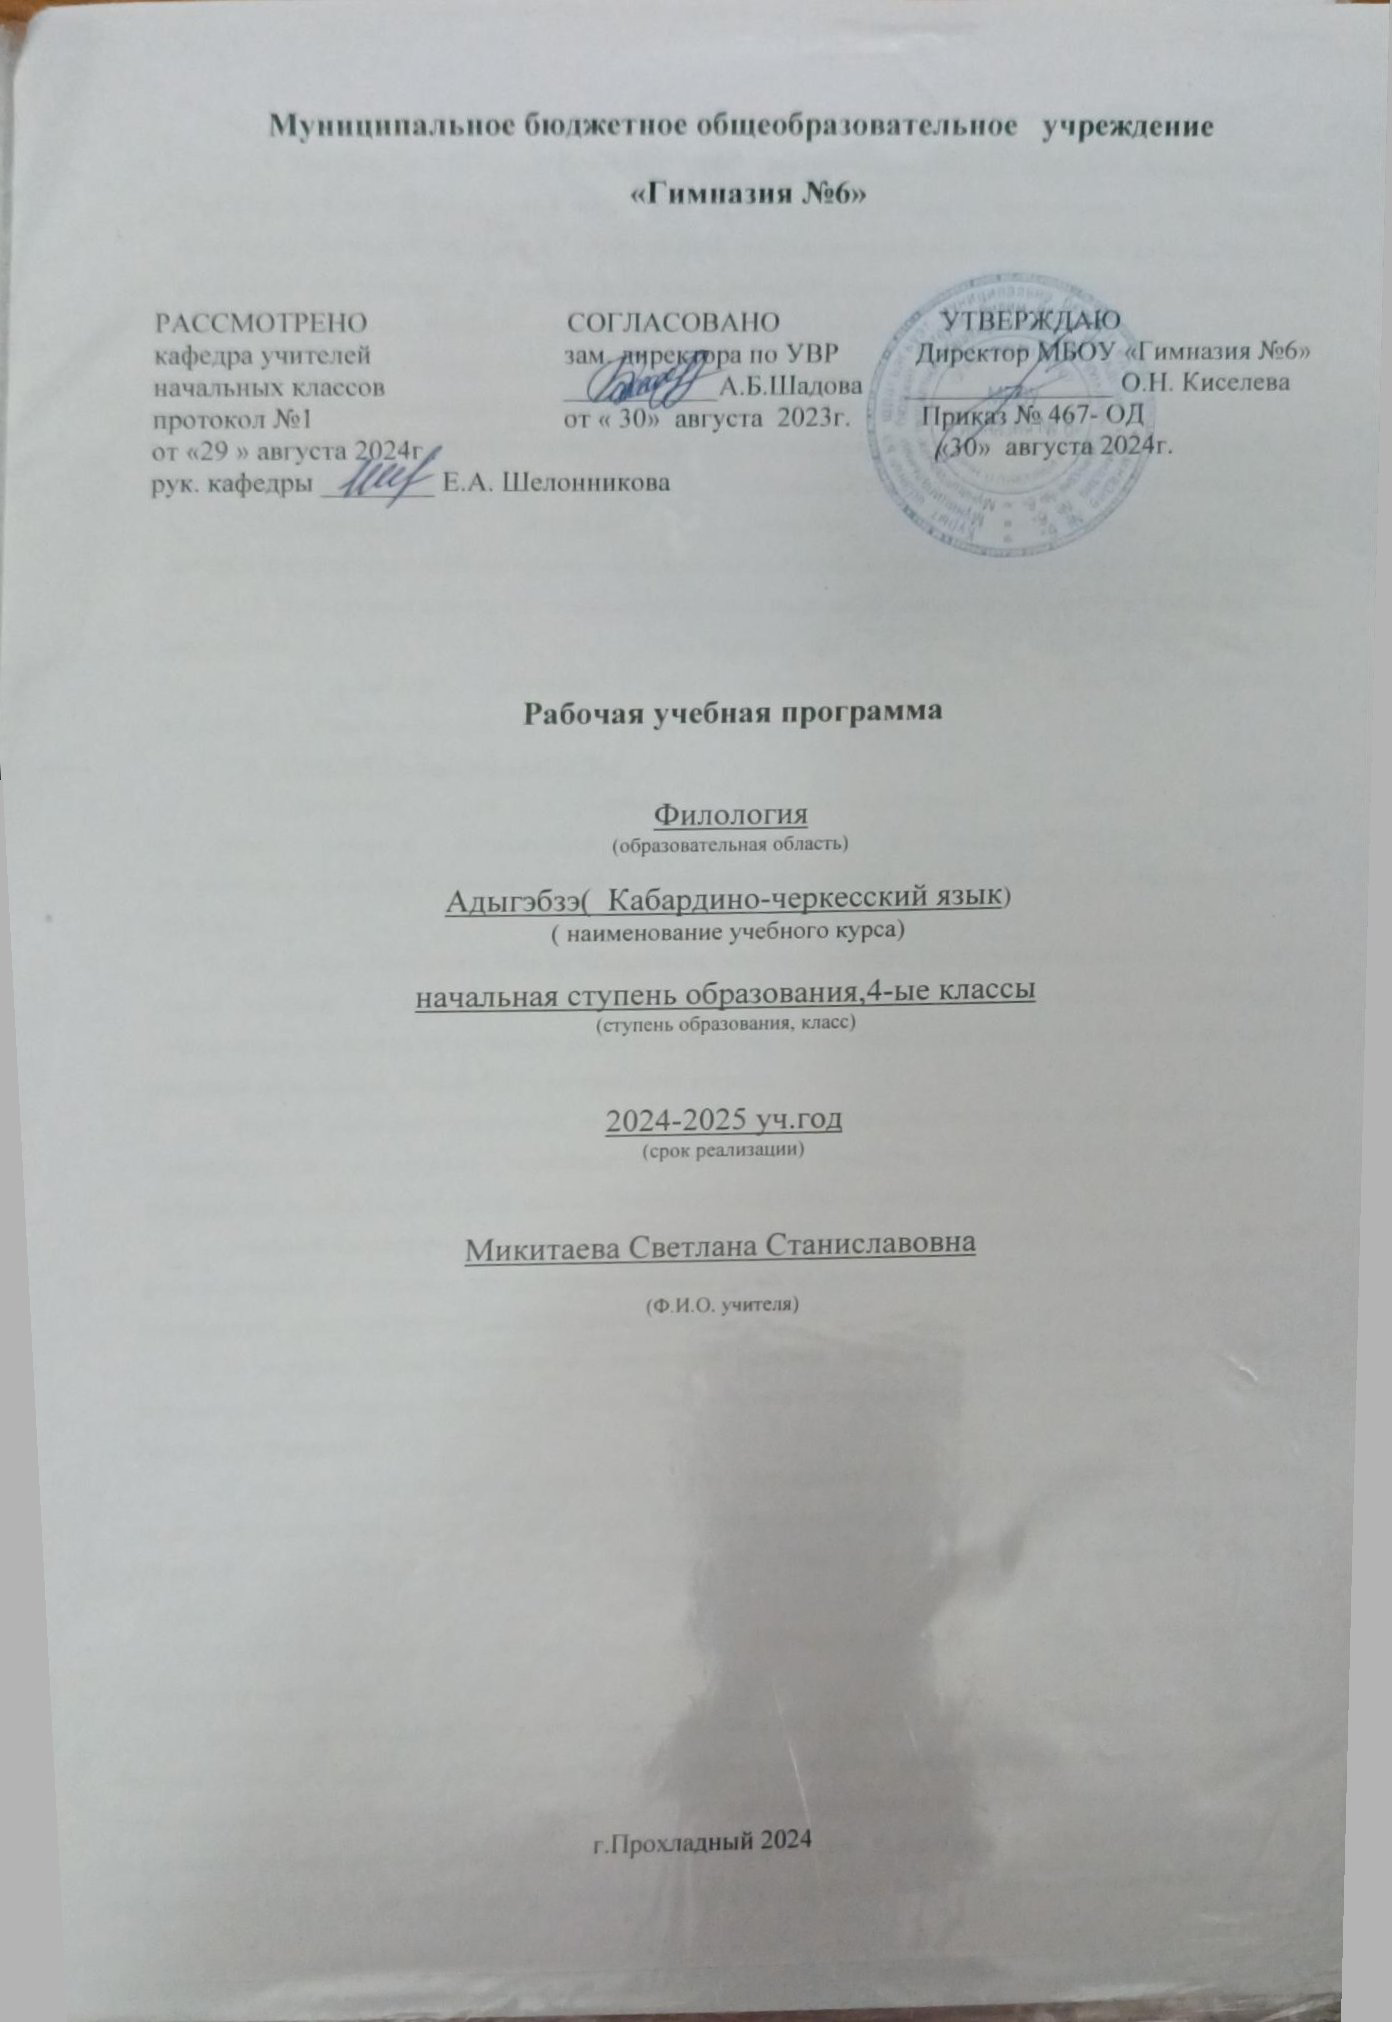 Муниципальное бюджетное общеобразовательное учреждение
«Гимназия №6»
РАССМОТРЕНО
кафедра учителей
начальных классов
протокол №1
от «29 » августа 2024г
рук. кафедры ________ Е.А. Шелонникова
СОГЛАСОВАНО
зам. директора по УВР
__________ А.Б.Шадова
от « 30» августа 2023г.
УТВЕРЖДАЮ
Директор МБОУ «Гимназия №6»
______________ О.Н. Киселева
Приказ № 467- ОД
«30» августа 2024г.
Рабочая учебная программа
Филология
(образовательная область)
Адыгэбзэ( Кабардино-черкесский язык)
( наименование учебного курса)
начальная ступень образования,4-ые классы
(ступень образования, класс)
2024-2025 уч.год
(срок реализации)
Микитаева Светлана Станиславовна
(Ф.И.О. учителя)
г.Прохладный 2024